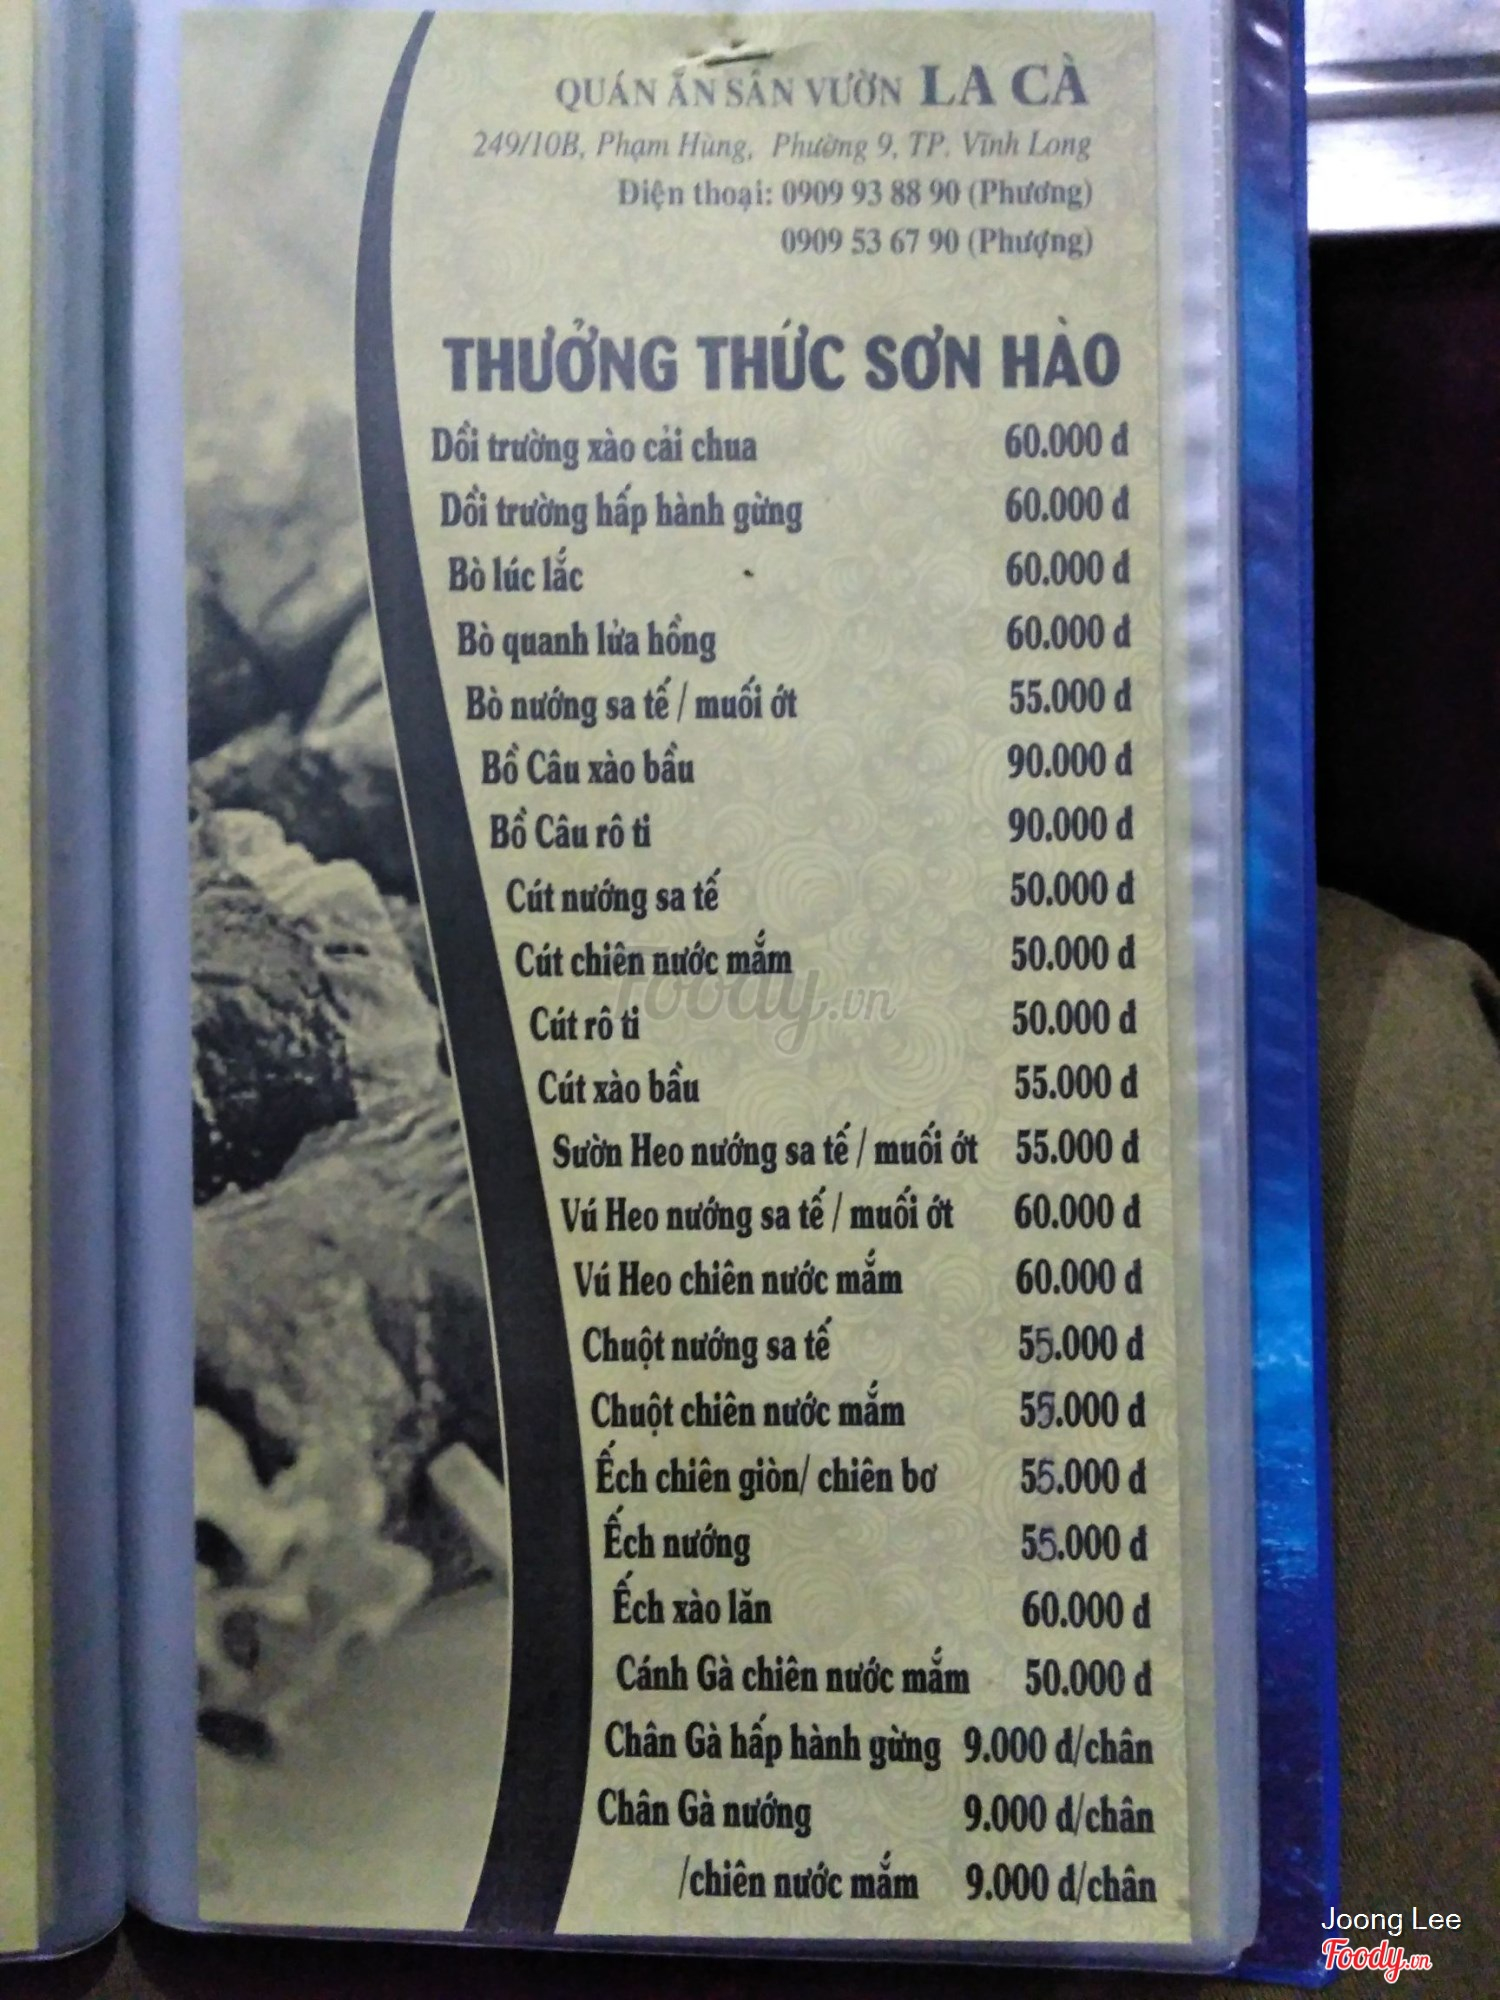 QUÁN ĂN SÂN VƯỜN LA CÀ
249/10B, Phạm Hùng, Phường 9, TP. Vĩnh Long
Điện thoại: 0909 93 88 90 (Phương)
0909 53 67 90 (Phượng)
THƯỞNG THỨC SƠN HÀO
Dồi trường xào cải chua 60.000 đ
Dồi trường hấp hành gừng 60.000 đ
Bò lúc lắc 60.000 đ
Bò quanh lửa hồng 60.000 đ
Bò nướng sa tế / muối ớt 55.000 đ
Bồ Câu xào bầu 90.000 đ
Bồ Câu rô ti 90.000 đ
Cút nướng sa tế 50.000 đ
Cút chiên nước mắm 50.000 đ
Foody.vn
Cút rô ti 50.000 đ
Cút xào bầu 55.000 đ
Sườn Heo nướng sa tế / muối ớt 55.000 đ
Vú Heo nướng sa tế / muối ớt 60.000 đ
Vú Heo chiên nước mắm 60.000 đ
Chuột nướng sa tế 55.000 đ
Chuột chiên nước mắm 55.000 đ
Ếch chiên giòn/ chiên bơ 55.000 đ
Ếch nướng 55.000 đ
Ếch xào lăn 60.000 đ
Cánh Gà chiên nước mắm 50.000 đ
Chân Gà hấp hành gừng 9.000 đ/chân
Chân Gà nướng 9.000 đ/chân
/chiên nước mắm 9.000 đ/chân
Joong Lee
Foody.vn